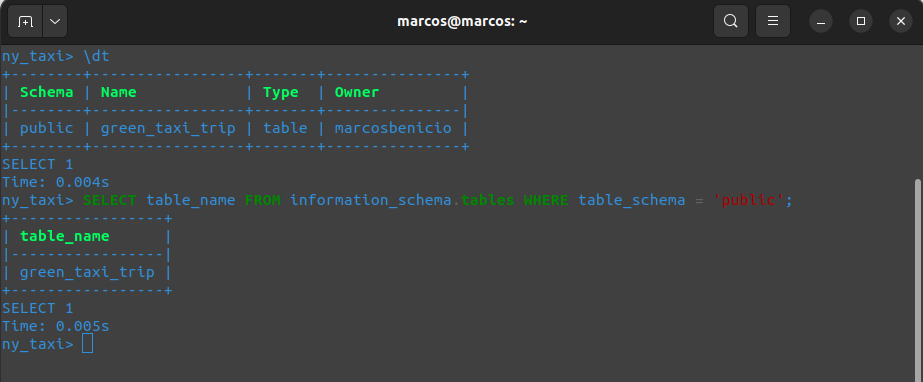 marcos@marcos: ~
ny_taxi> \dt
+--------+-----------------+-------+---------------+
| Schema | Name            | Type  | Owner         |
|--------+-----------------+-------+---------------|
| public | green_taxi_trip | table | marcosbenicio |
+--------+-----------------+-------+---------------+
SELECT 1
Time: 0.004s
ny_taxi> SELECT table_name FROM information_schema.tables WHERE table_schema = 'public';
+-----------------+
| table_name      |
|-----------------|
| green_taxi_trip |
+-----------------+
SELECT 1
Time: 0.005s
ny_taxi>